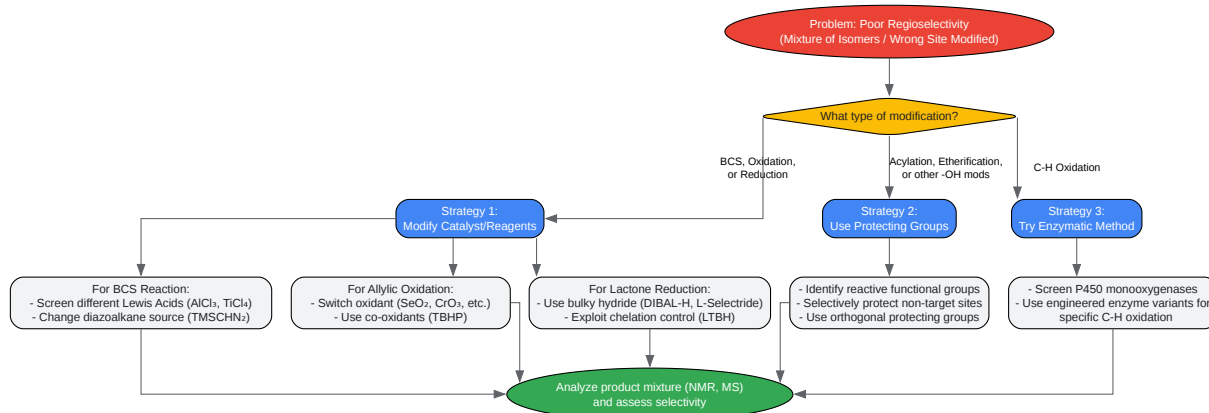 Problem: Poor Regioselectivity
(Mixture of Isomers / Wrong Site Modified)
What type of modification?
BCS, Oxidation,
or Reduction
Acylation, Etherification,
or other -OH mods
C-H Oxidation
Strategy 1:
Modify Catalyst/Reagents
Strategy 2:
Use Protecting Groups
Strategy 3:
Try Enzymatic Method
For BCS Reaction:
- Screen different Lewis Acids (AlCl₃, TiCl₄)
- Change diazoalkane source (TMSCHN₂)
For Allylic Oxidation:
- Switch oxidant (SeO₂, CrO₃, etc.)
- Use co-oxidants (TBHP)
For Lactone Reduction:
- Use bulky hydride (DIBAL-H, L-Selectride)
- Exploit chelation control (LTBH)
- Identify reactive functional groups
- Selectively protect non-target sites
- Use orthogonal protecting groups
- Screen P450 monooxygenases
- Use engineered enzyme variants for
specific C-H oxidation
Analyze product mixture (NMR, MS)
and assess selectivity